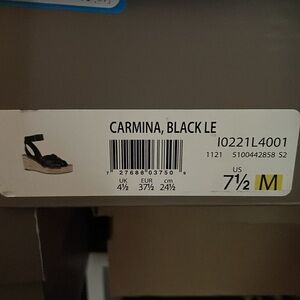 CARMINA, BLACK LE
I0221L4001
1121 5100442858 S2
7 27686 03750 9
UK EUR cm
4½ 37½ 24½
US
7½ M